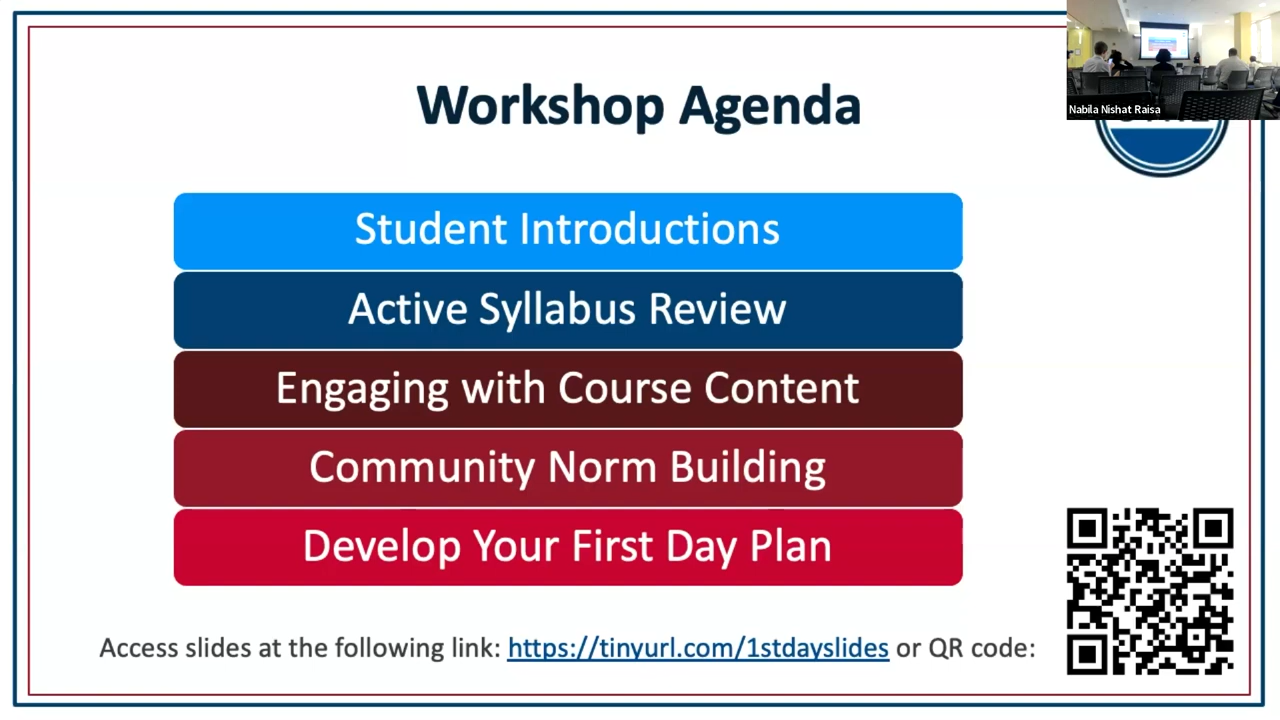 Workshop Agenda
Nabila Nishat Raisa
Student Introductions
Active Syllabus Review
Engaging with Course Content
Community Norm Building
Develop Your First Day Plan
Access slides at the following link: https://tinyurl.com/1stdayslides or QR code: